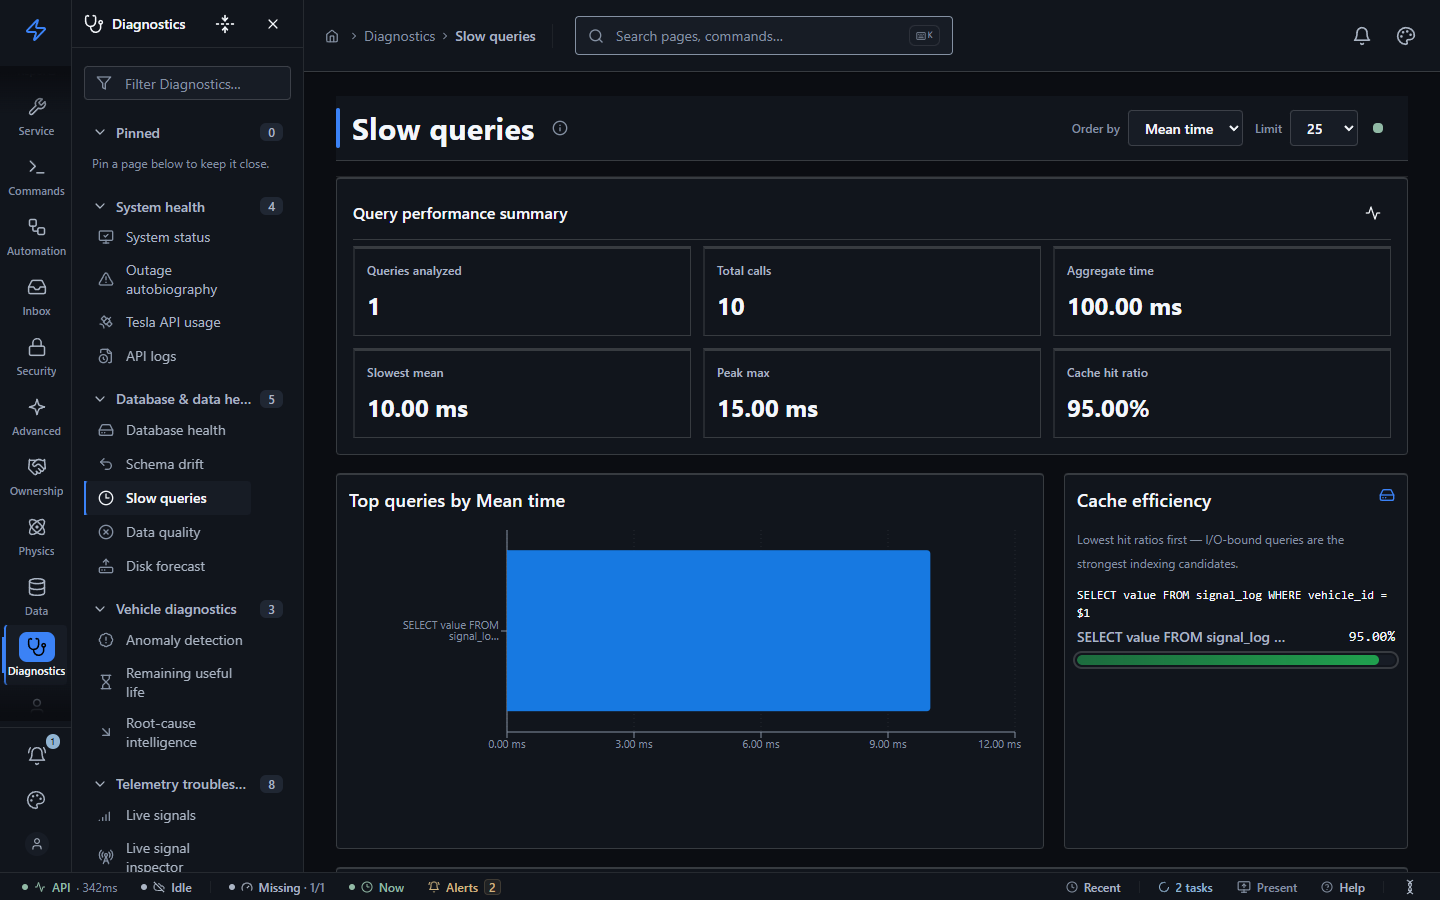 Diagnostics
Diagnostics
Slow queries
Search pages, commands...
K
Service
Commands
Automation
Inbox
Security
Advanced
Ownership
Physics
Data
Diagnostics
1
Filter Diagnostics...
Pinned
0
Pin a page below to keep it close.
System health
4
System status
Outage
autobiography
Tesla API usage
API logs
Database & data he...
5
Database health
Schema drift
Slow queries
Data quality
Disk forecast
Vehicle diagnostics
3
Anomaly detection
Remaining useful
life
Root-cause
intelligence
Telemetry troubles...
8
Live signals
Live signal
inspector
Slow queries
Order by
Mean time
Limit
25
Query performance summary
Queries analyzed
1
Total calls
10
Aggregate time
100.00 ms
Slowest mean
10.00 ms
Peak max
15.00 ms
Cache hit ratio
95.00%
Top queries by Mean time
SELECT value FROM
signal_lo...
0.00 ms
3.00 ms
6.00 ms
9.00 ms
12.00 ms
Cache efficiency
Lowest hit ratios first — I/O-bound queries are the
strongest indexing candidates.
SELECT value FROM signal_log WHERE vehicle_id =
$1
SELECT value FROM signal_log ...
95.00%
API · 342ms
Idle
Missing · 1/1
Now
Alerts 2
Recent
2 tasks
Present
Help